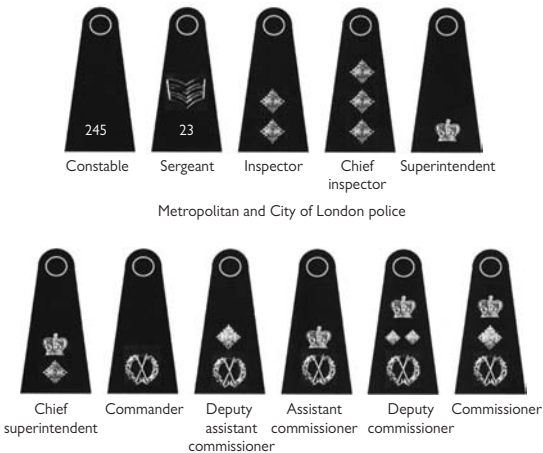 245 23
Constable Sergeant Inspector Chief inspector Superintendent
Metropolitan and City of London police
Chief superintendent Commander Deputy assistant commissioner Assistant commissioner Deputy commissioner Commissioner